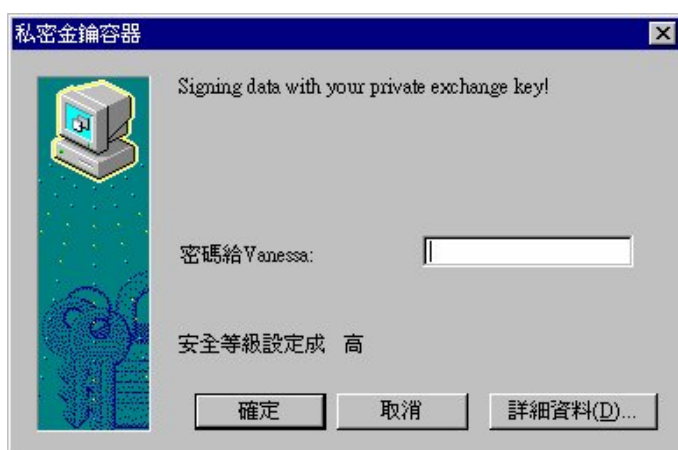 私密金鑰容器
Signing data with your private exchange key!
密碼給Vanessa:
安全等級設定成 高
確定 取消 詳細資料(D)...